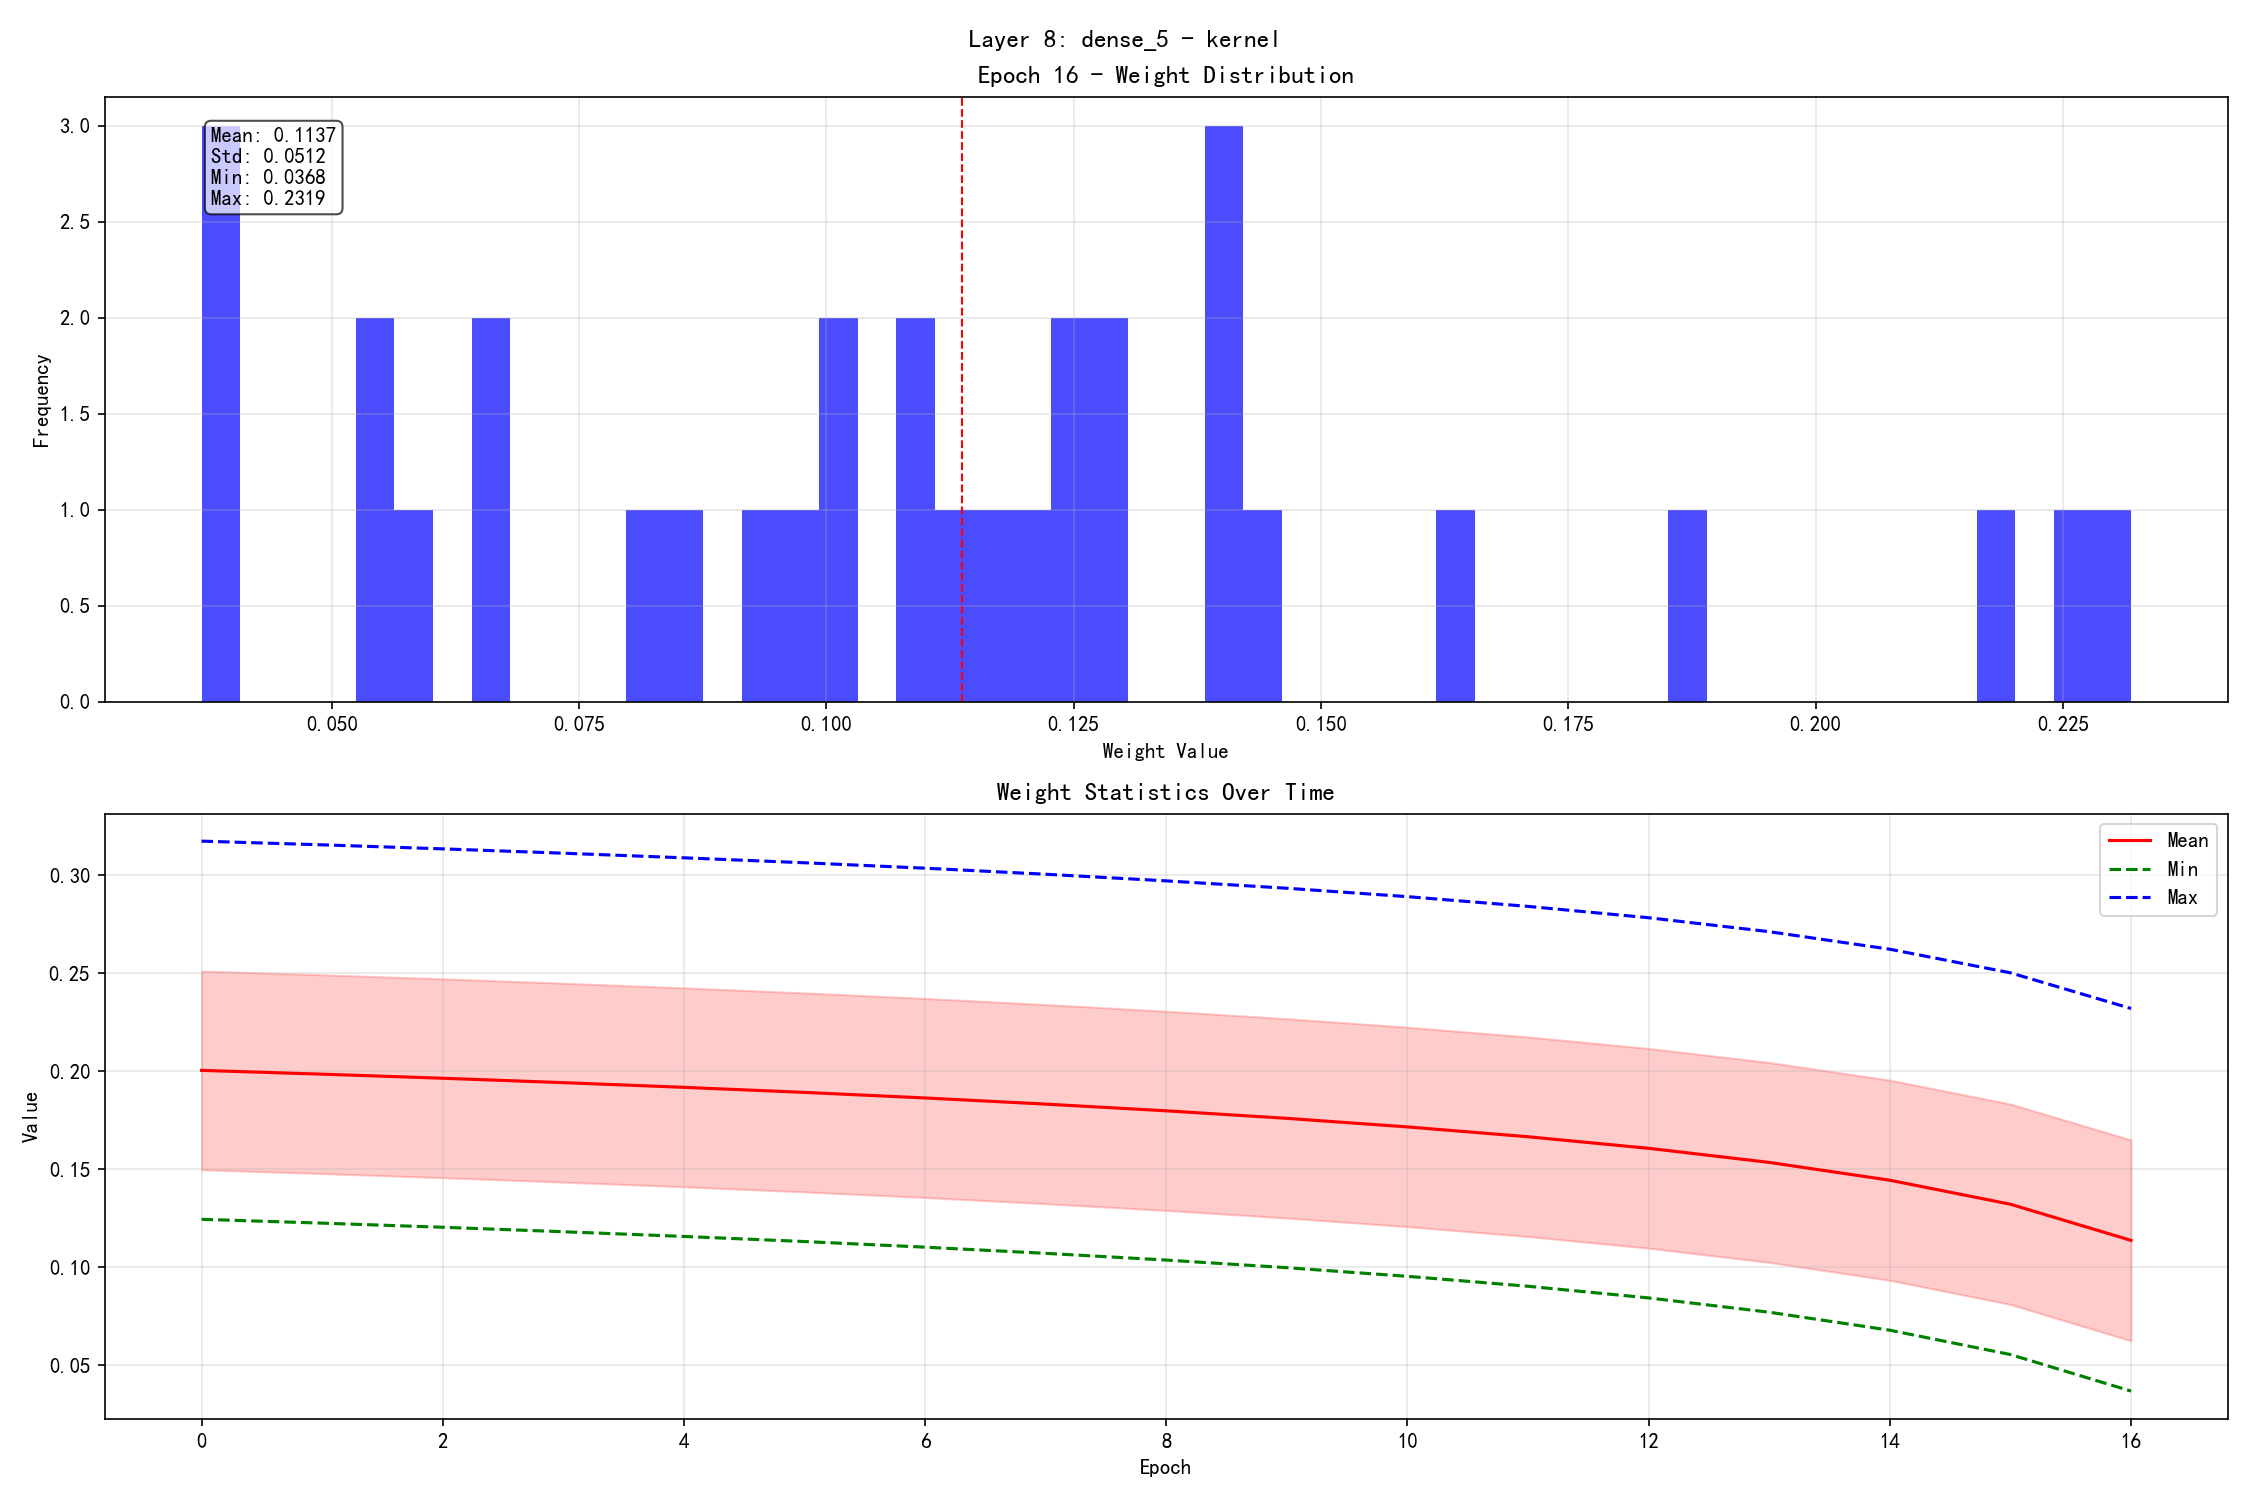 Layer 8: dense_5 - kernel
Epoch 16 - Weight Distribution
3.0
2.5
2.0
1.5
1.0
0.5
0.0
Frequency
Mean: 0.1137
Std: 0.0512
Min: 0.0368
Max: 0.2319
0.050 0.075 0.100 0.125 0.150 0.175 0.200 0.225
Weight Value
Weight Statistics Over Time
0.30
0.25
0.20
0.15
0.10
0.05
Value
Mean
Min
Max
0 2 4 6 8 10 12 14 16
Epoch